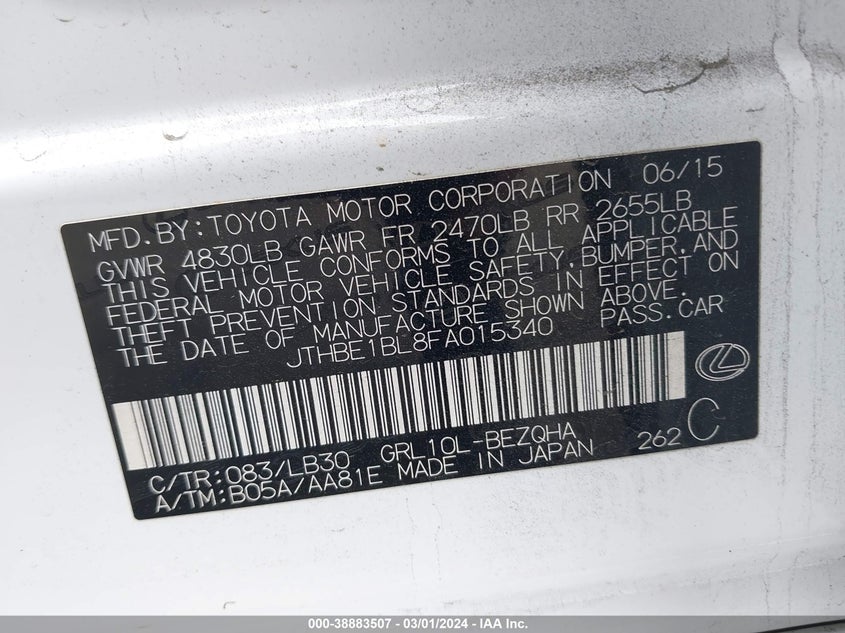 MFD.BY:TOYOTA MOTOR CORPORATION 06/15
GVWR 4830LB GAWR FR 2470LB RR 2655LB
THIS VEHICLE CONFORMS TO ALL APPLICABLE
FEDERAL MOTOR VEHICLE SAFETY,BUMPER,AND
THEFT PREVENTION STANDARDS IN EFFECT ON
THE DATE OF MANUFACTURE SHOWN ABOVE.
JTHBE1BL8FA015340 PASS.CAR
C/TR:083/LB30 GRL10L-BEZQHA 262 C
A/TM:B05A/AA81E MADE IN JAPAN
000-38883507 - 03/01/2024 - © IAA Inc.